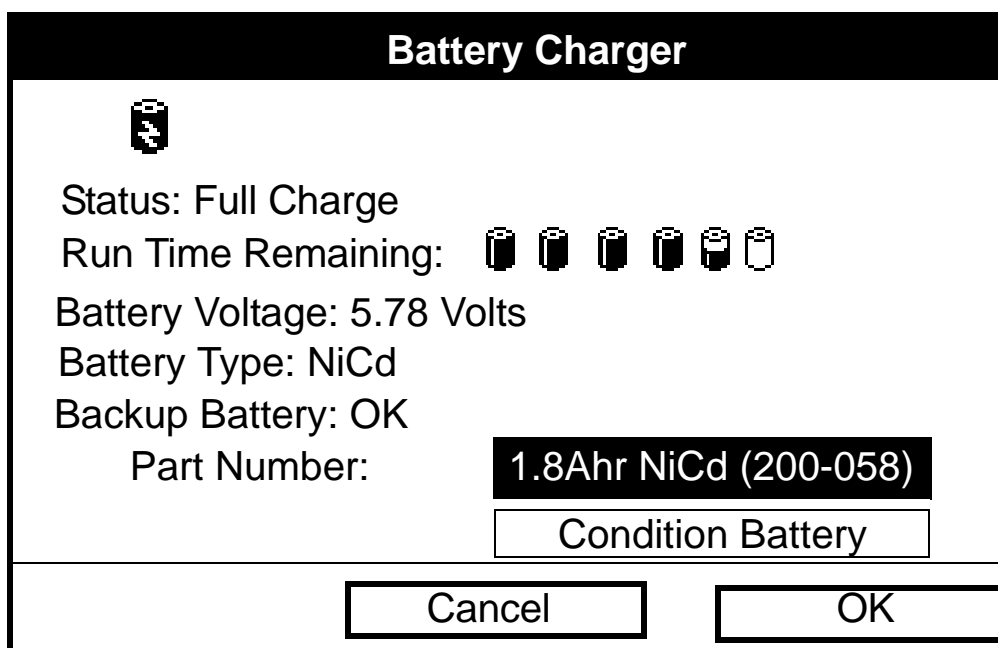 Battery Charger
Status: Full Charge
Run Time Remaining:
Battery Voltage: 5.78 Volts
Battery Type: NiCd
Backup Battery: OK
Part Number: 1.8Ahr NiCd (200-058)
Condition Battery
Cancel OK